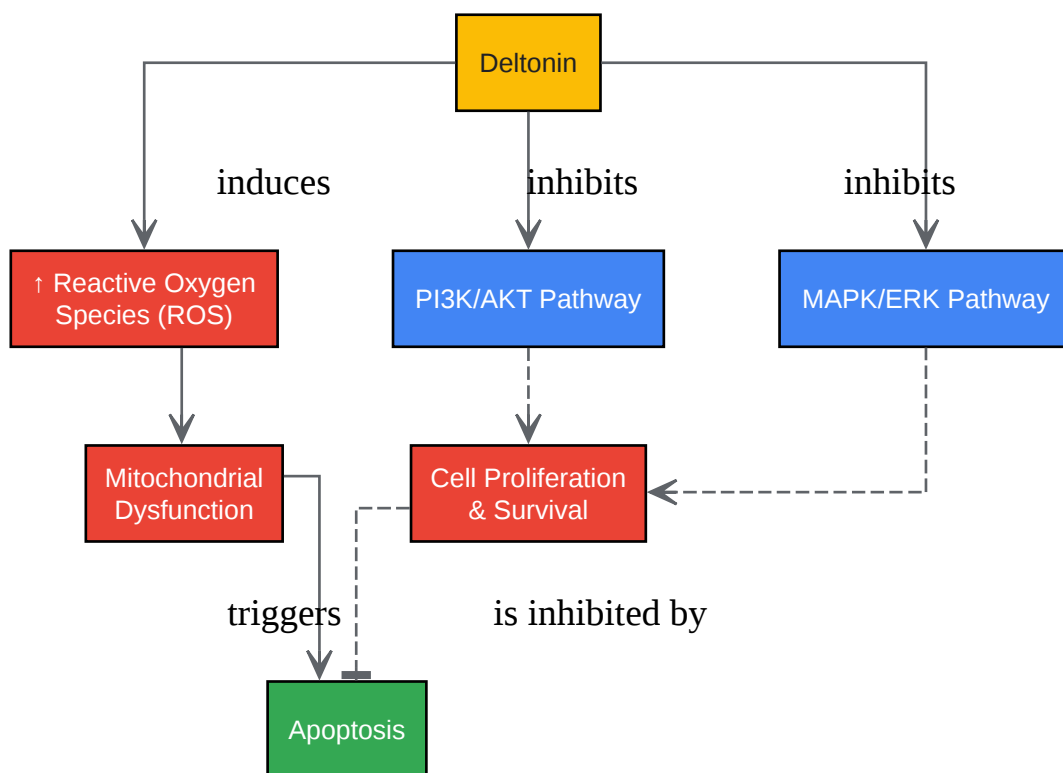 Deltonin
induces
inhibits
inhibits
↑ Reactive Oxygen
Species (ROS)
PI3K/AKT Pathway
MAPK/ERK Pathway
Mitochondrial
Dysfunction
Cell Proliferation
& Survival
triggers
is inhibited by
Apoptosis